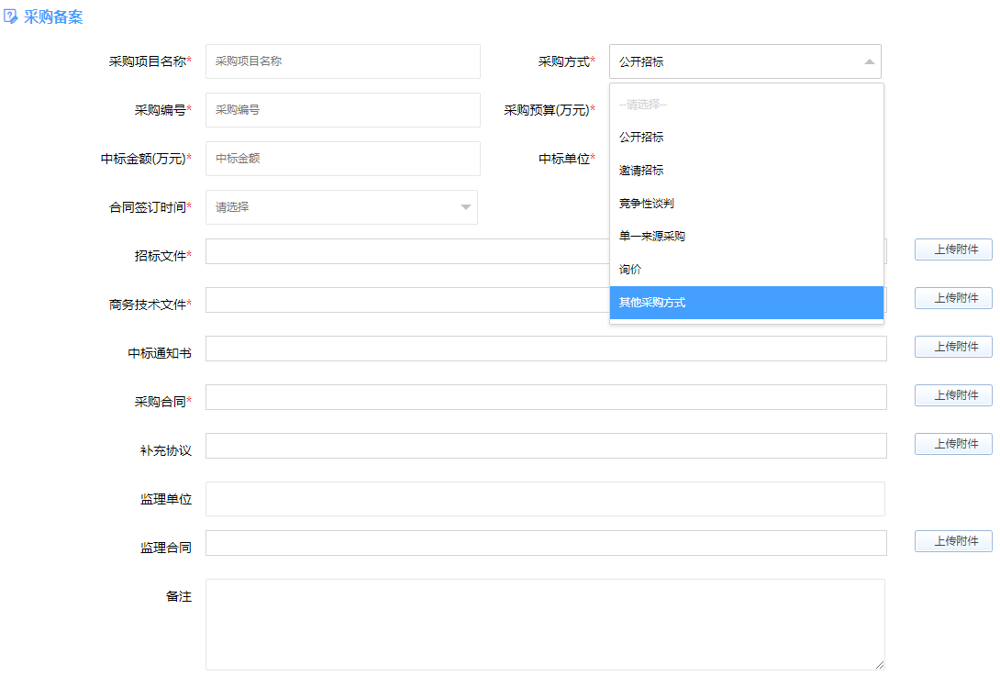 采购备案
采购项目名称* 采购项目名称 采购方式* 公开招标
采购编号* 采购编号 采购预算(万元)*
中标金额(万元)* 中标金额 中标单位*
合同签订时间* 请选择
--请选择--
公开招标
邀请招标
竞争性谈判
单一来源采购
询价
其他采购方式
招标文件* 上传附件
商务技术文件* 上传附件
中标通知书 上传附件
采购合同* 上传附件
补充协议 上传附件
监理单位
监理合同 上传附件
备注